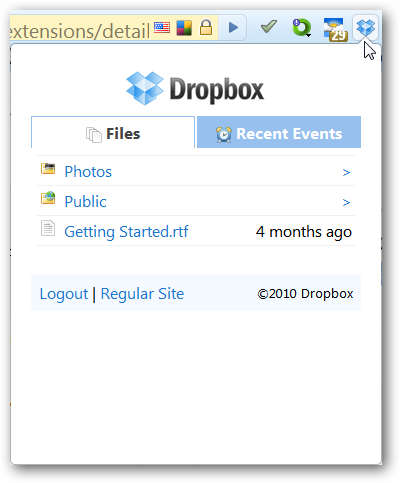 extensions/detail
29
Dropbox
Files
Recent Events
Photos >
Public >
Getting Started.rtf 4 months ago
Logout | Regular Site ©2010 Dropbox